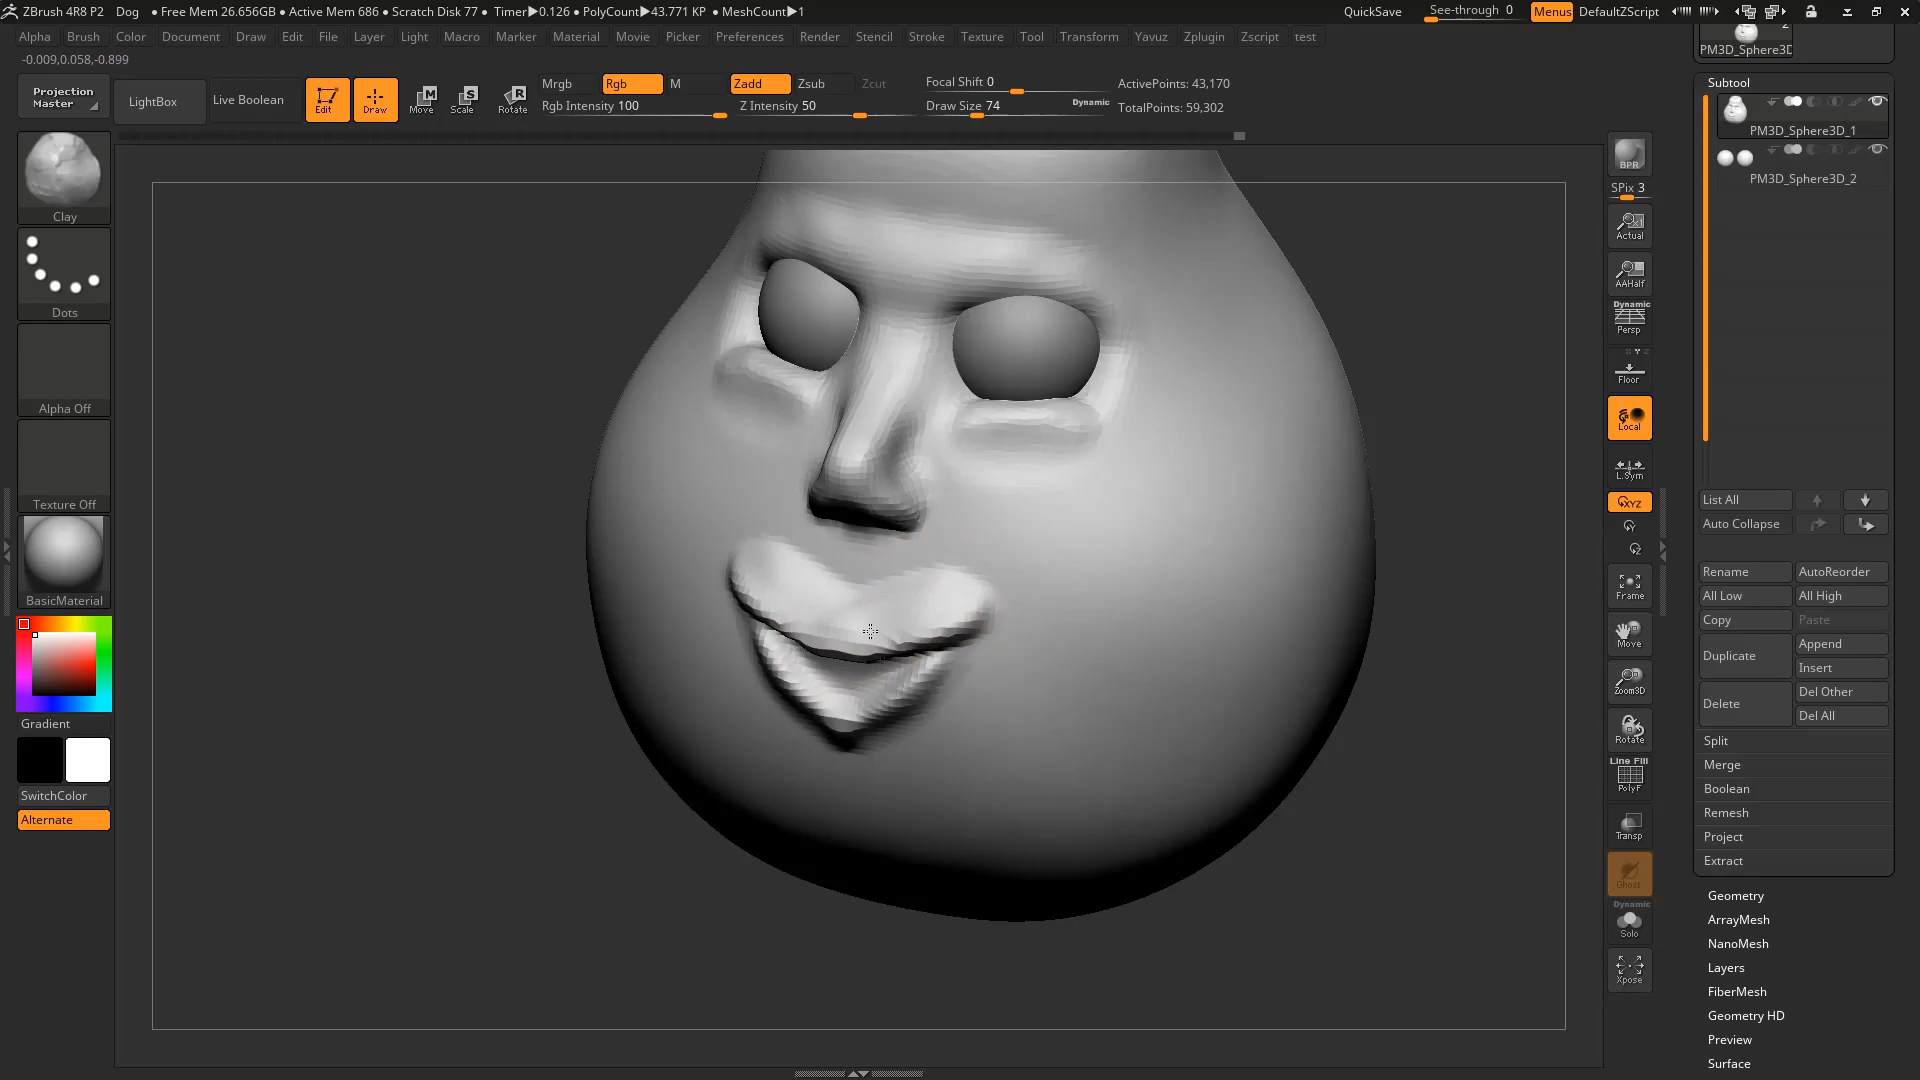 ZBrush 4R8 P2 Dog • Free Mem 26.656GB • Active Mem 686 • Scratch Disk 77 • Timer▶0.126 • PolyCount▶43.771 KP • MeshCount▶1 QuickSave See-through 0 Menus DefaultZScript
Alpha Brush Color Document Draw Edit File Layer Light Macro Marker Material Movie Picker Preferences Render Stencil Stroke Texture Tool Transform Yavuz Zplugin Zscript test
-0.009,0.058,-0.899
Projection
Master
LightBox
Live Boolean
Edit
Draw
M
Move
S
Scale
R
Rotate
Mrgb Rgb M Zadd Zsub Zcut
Rgb Intensity 100 Z Intensity 50
Focal Shift 0
Draw Size 74 Dynamic
ActivePoints: 43,170
TotalPoints: 59,302
Clay
Dots
Alpha Off
Texture Off
BasicMaterial
Gradient
SwitchColor
Alternate
BPR
SPix 3
Actual
AAHalf
Dynamic
Persp
Floor
Local
L.Sym
XYZ
Y
Z
Frame
Move
Zoom3D
Rotate
Line Fill
PolyF
Transp
Ghost
Dynamic
Solo
Xpose
2
PM3D_Sphere3D
Subtool
PM3D_Sphere3D_1
PM3D_Sphere3D_2
List All
Auto Collapse
Rename AutoReorder
All Low All High
Copy Paste
Duplicate Append
Insert
Delete Del Other
Del All
Split
Merge
Boolean
Remesh
Project
Extract
Geometry
ArrayMesh
NanoMesh
Layers
FiberMesh
Geometry HD
Preview
Surface